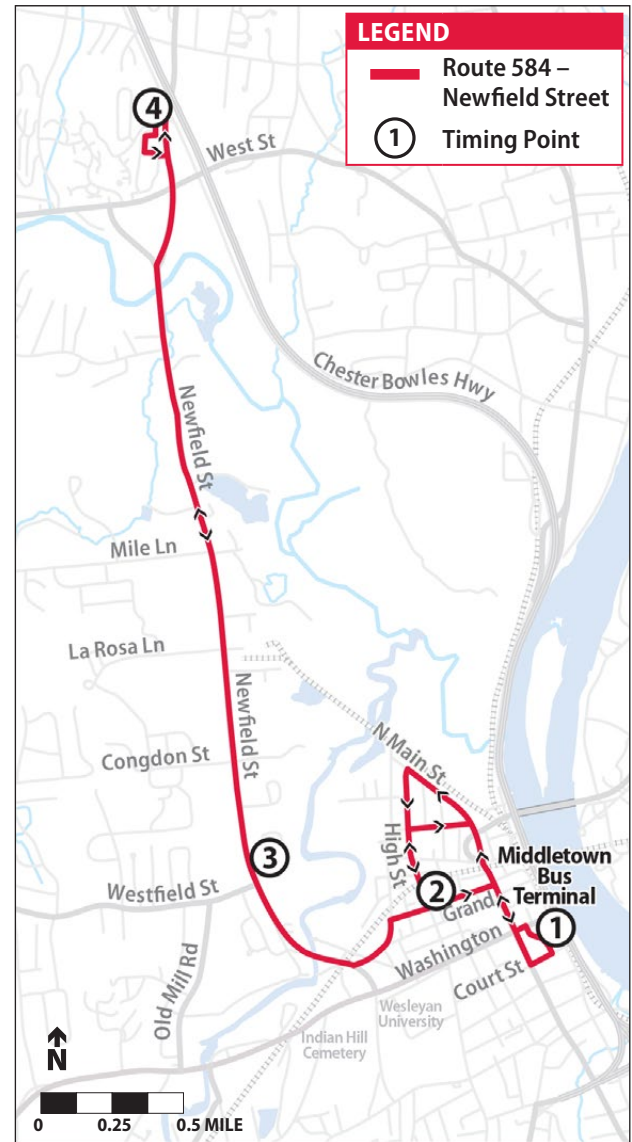 LEGEND
Route 584 –
Newfield Street
1 Timing Point
4
West St
Chester Bowles Hwy
Newfield St
Mile Ln
La Rosa Ln
Newfield St
Congdon St
N Main St
3
High St
Middletown
Bus
Terminal
Westfield St
2
Grand
1
Washington
Old Mill Rd
Court St
Wesleyan
University
Indian Hill
Cemetery
N
0 0.25 0.5 MILE